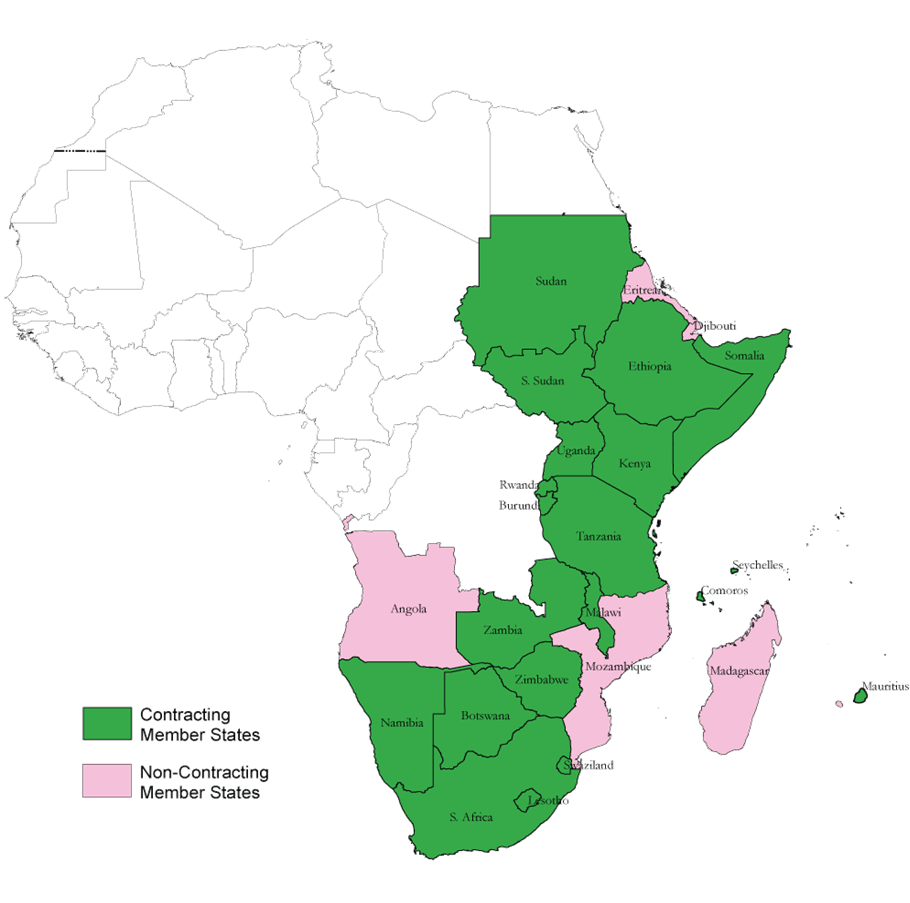 Sudan
Eritrea
Djibouti
Somalia
Ethiopia
S. Sudan
Uganda
Kenya
Rwanda
Burundi
Tanzania
Seychelles
Comoros
Angola
Malawi
Zambia
Mozambique
Madagascar
Zimbabwe
Mauritius
Namibia
Botswana
Contracting
Member States
Swaziland
Non-Contracting
Member States
Lesotho
S. Africa